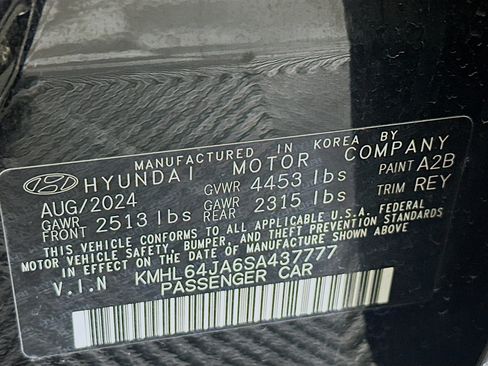 MANUFACTURED IN KOREA BY
HYUNDAI MOTOR COMPANY
AUG/2024 GVWR 4453 lbs PAINT A2B
GAWR FRONT 2513 lbs GAWR REAR 2315 lbs TRIM REY
THIS VEHICLE CONFORMS TO ALL APPLICABLE U.S.A. FEDERAL
MOTOR VEHICLE SAFETY, BUMPER, AND THEFT PREVENTION STANDARDS
IN EFFECT ON THE DATE OF MANUFACTURE SHOWN ABOVE.
V.I.N KMHL64JA6SA437777
PASSENGER CAR